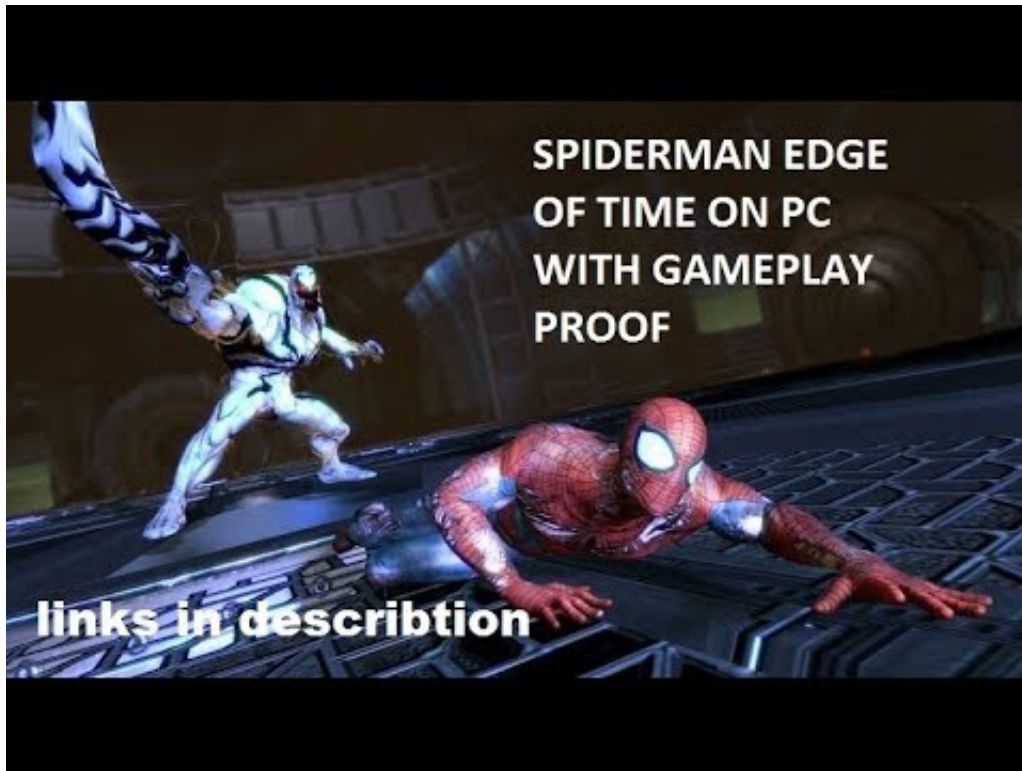 SPIDERMAN EDGE
OF TIME ON PC
WITH GAMEPLAY
PROOF
links in describtion